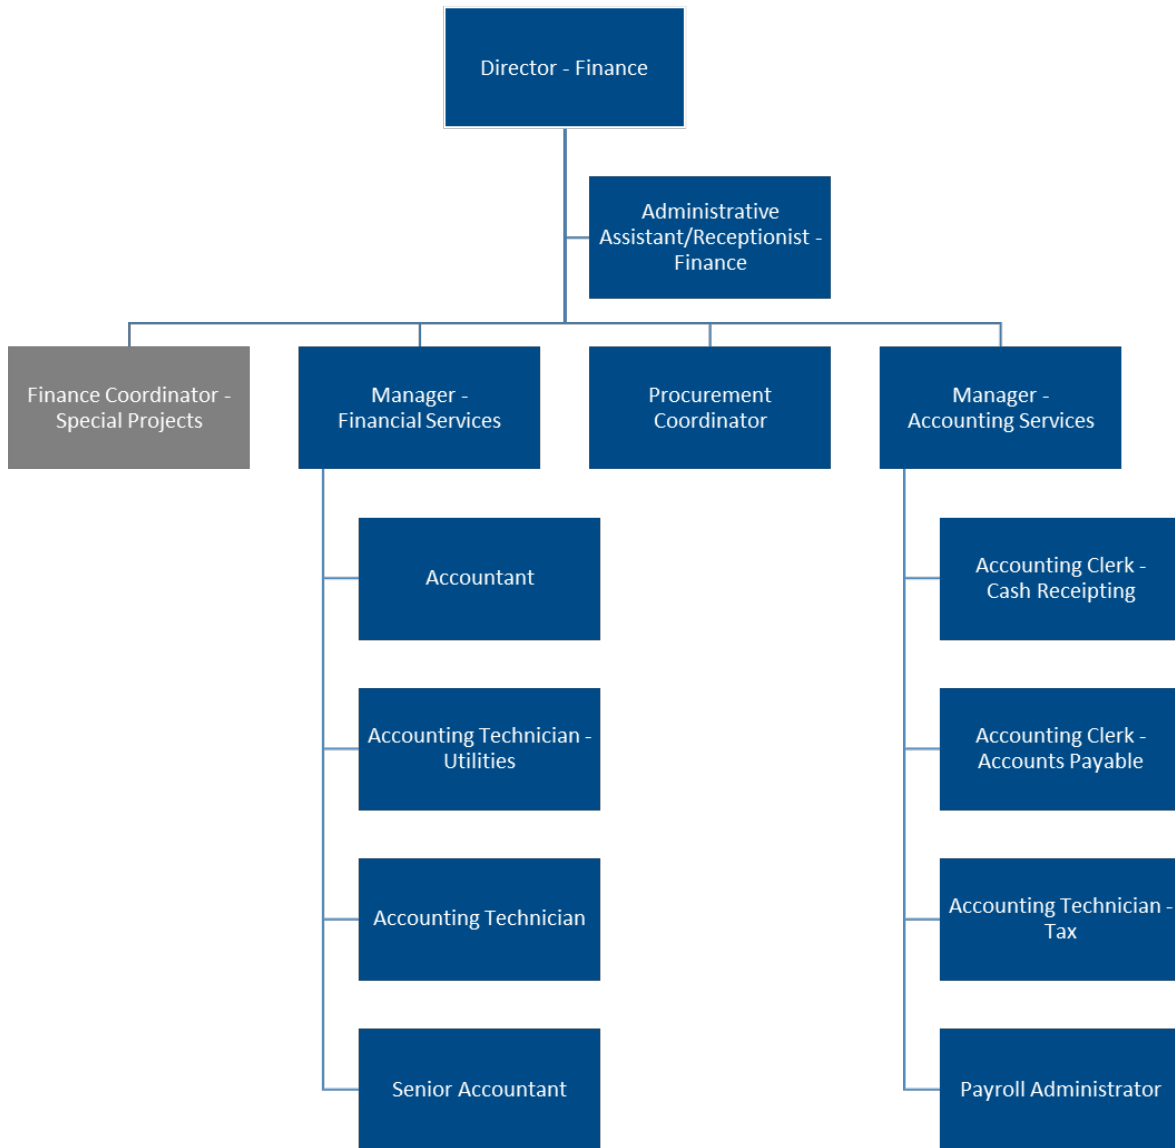 Director - Finance
Administrative
Assistant/Receptionist -
Finance
Finance Coordinator -
Special Projects
Manager -
Financial Services
Procurement
Coordinator
Manager -
Accounting Services
Accountant
Accounting Technician -
Utilities
Accounting Technician
Senior Accountant
Accounting Clerk -
Cash Receipting
Accounting Clerk -
Accounts Payable
Accounting Technician -
Tax
Payroll Administrator